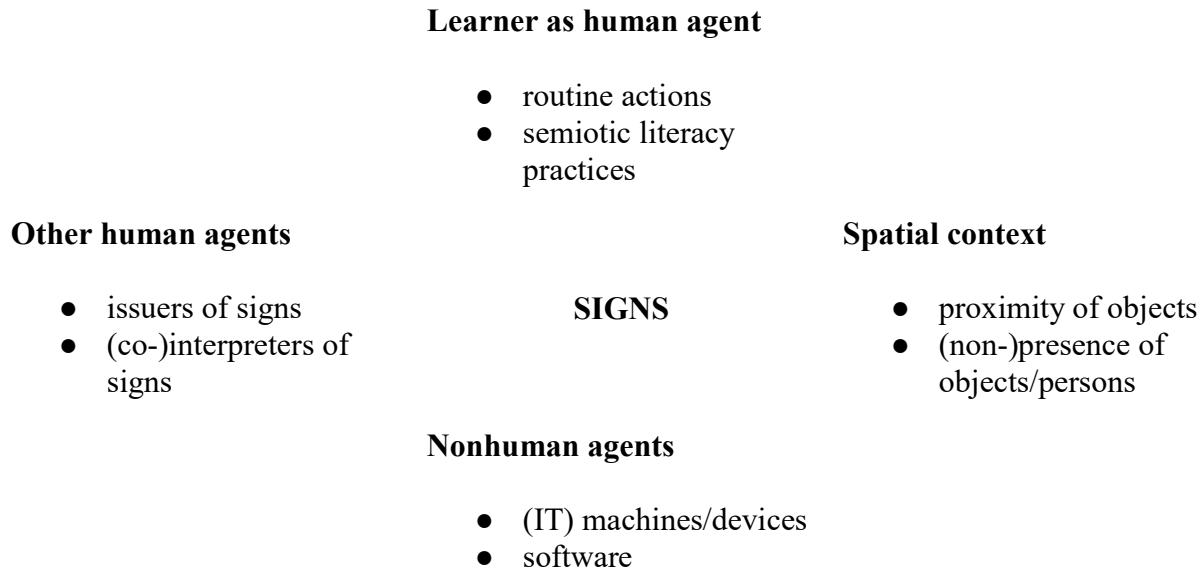 Learner as human agent
● routine actions
● semiotic literacy
practices
Other human agents
● issuers of signs
● (co-)interpreters of
signs
SIGNS
Spatial context
● proximity of objects
● (non-)presence of
objects/persons
Nonhuman agents
● (IT) machines/devices
● software